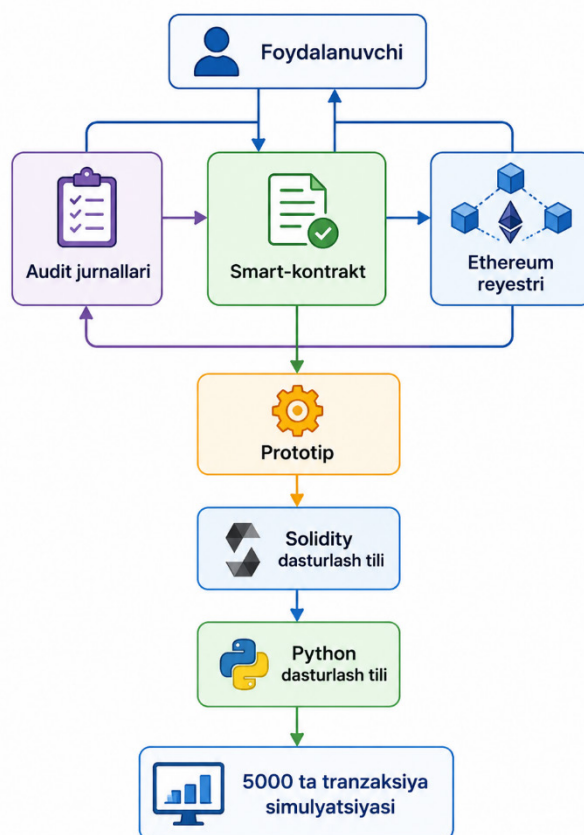 Foydalanuvchi
Audit jurnallari
Smart-kontrakt
Ethereum
reyestri
Prototip
Solidity
dasturlash tili
Python
dasturlash tili
5000 ta tranzaksiya
simulyatsiyasi